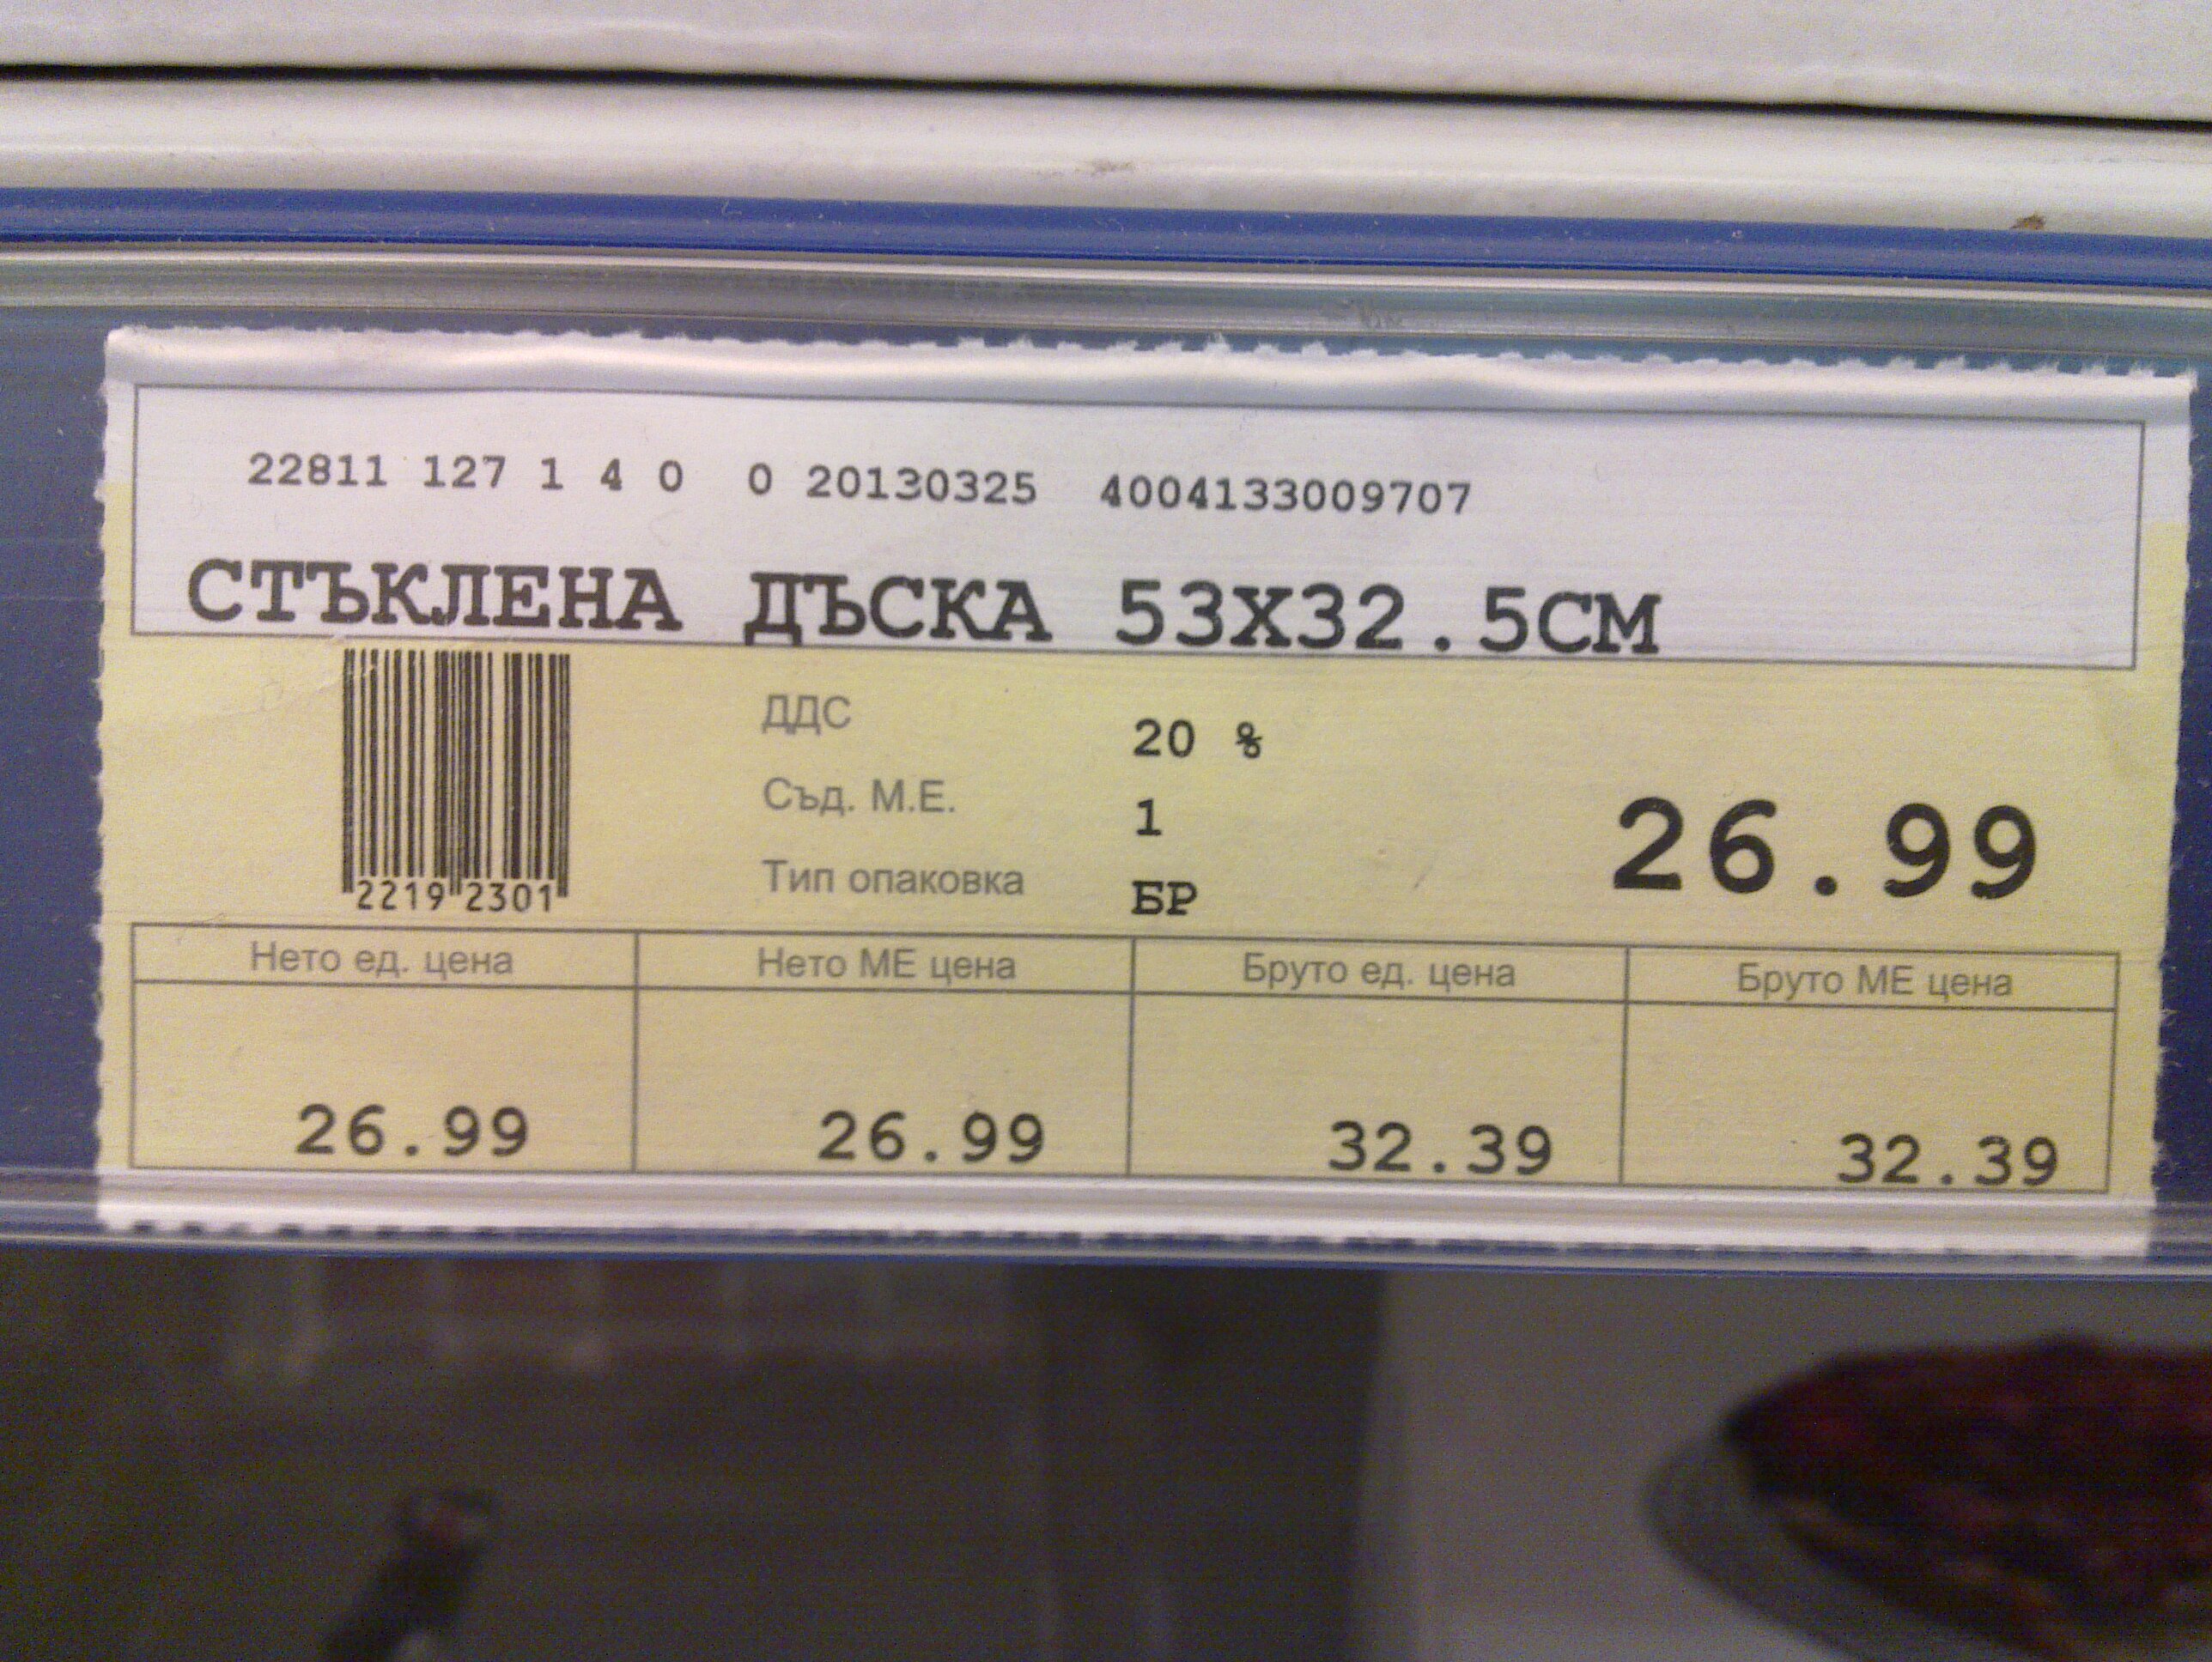 22811 127 1 4 0 0 20130325 4004133009707
СТЪКЛЕНА ДЪСКА 53X32.5СМ
ДДС 20 %
Съд. М.Е. 1
Тип опаковка БР
26.99
2219 2301
Нето ед. цена Нето МЕ цена Бруто ед. цена Бруто МЕ цена
26.99 26.99 32.39 32.39